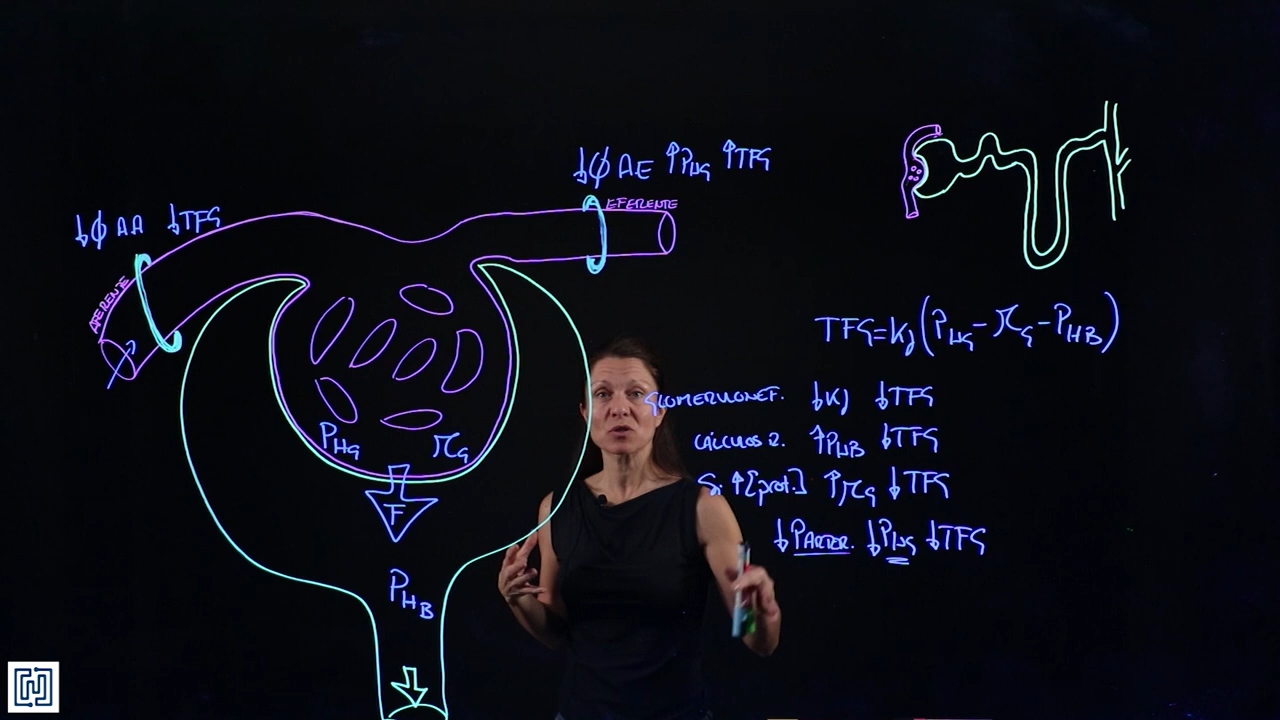 ↓∅ AE ↑PHG ↑TFG
EFERENTE
↓∅ AA ↓TFG
AFERENTE
TFG=Kf(PHG-πG-PHB)
GLOMERULONEF. ↓Kf ↓TFG
CÁLCULOS R. ↑PHB ↓TFG
Si ↑[prot.] ↑πG ↓TFG
↓PARTER. ↓PHG ↓TFG
PHG πG
F
PHB